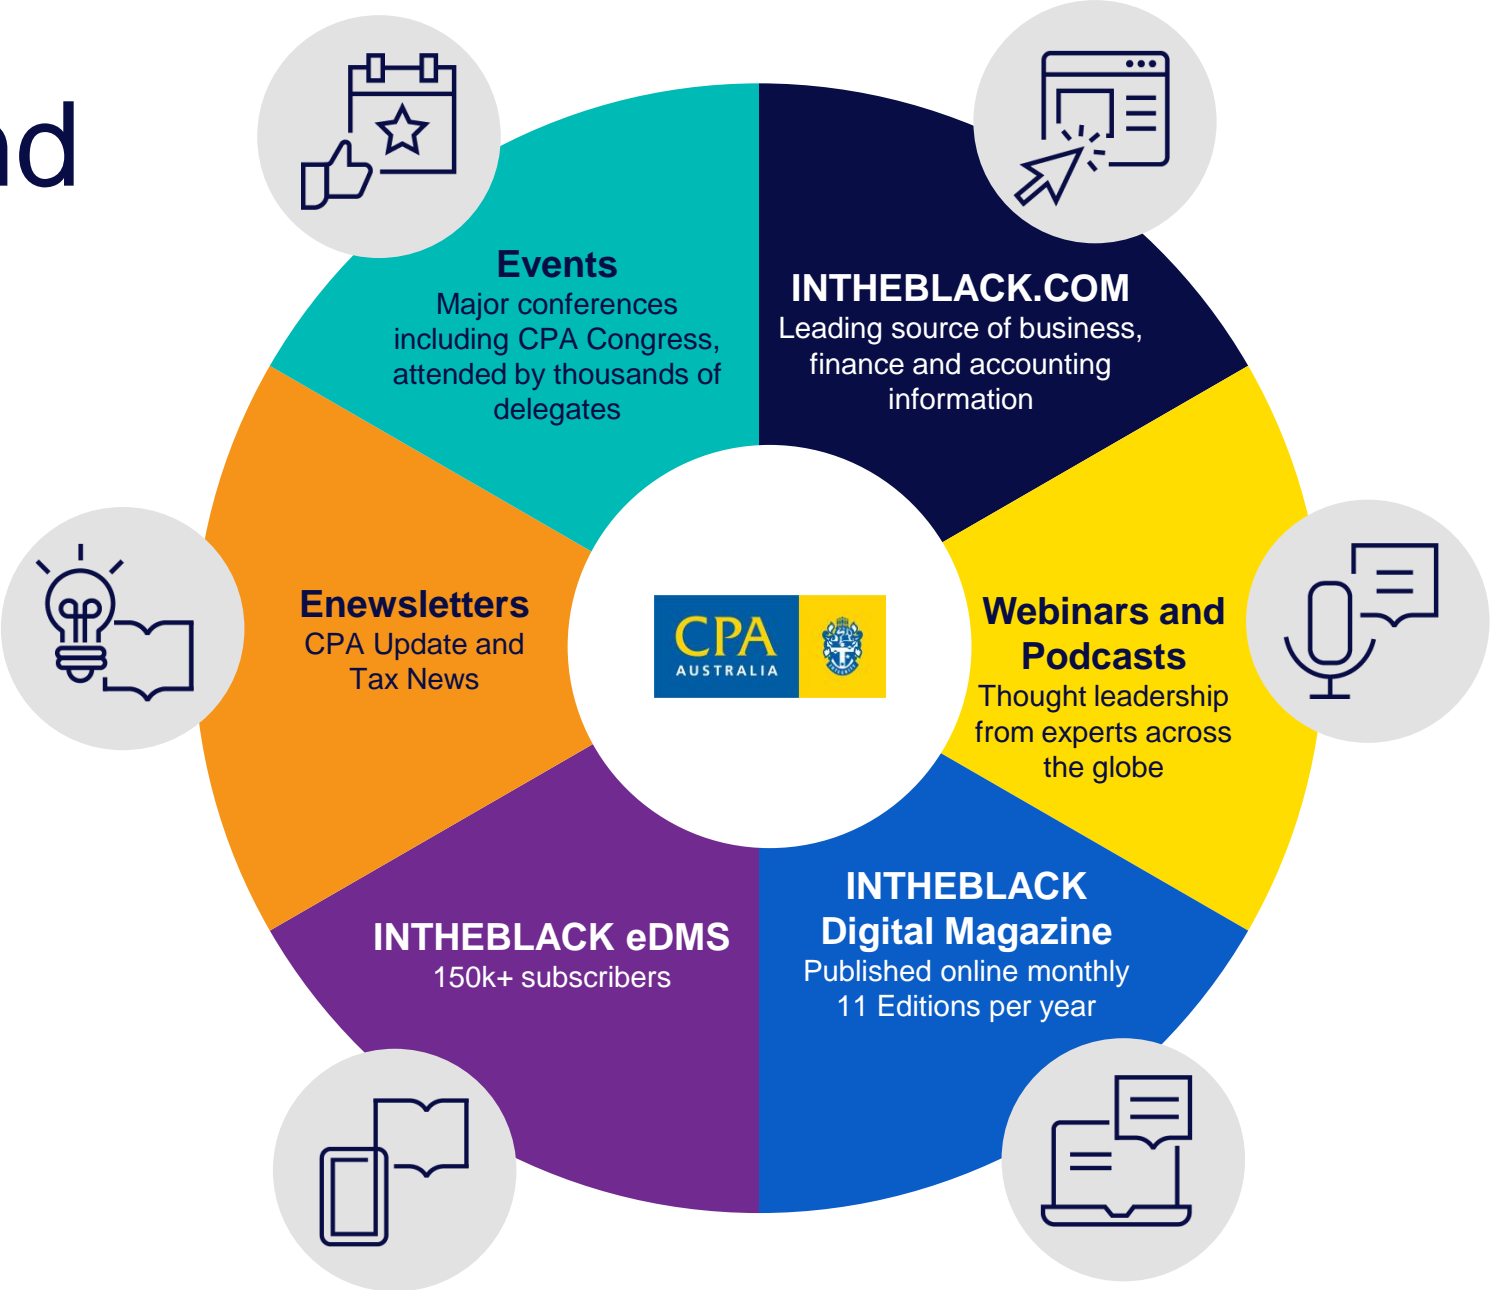 nd
Events
Major conferences
including CPA Congress,
attended by thousands of
delegates
INTHEBLACK.COM
Leading source of business,
finance and accounting
information
Enewsletters
CPA Update and
Tax News
CPA
AUSTRALIA
Webinars and
Podcasts
Thought leadership
from experts across
the globe
INTHEBLACK eDMS
150k+ subscribers
INTHEBLACK
Digital Magazine
Published online monthly
11 Editions per year